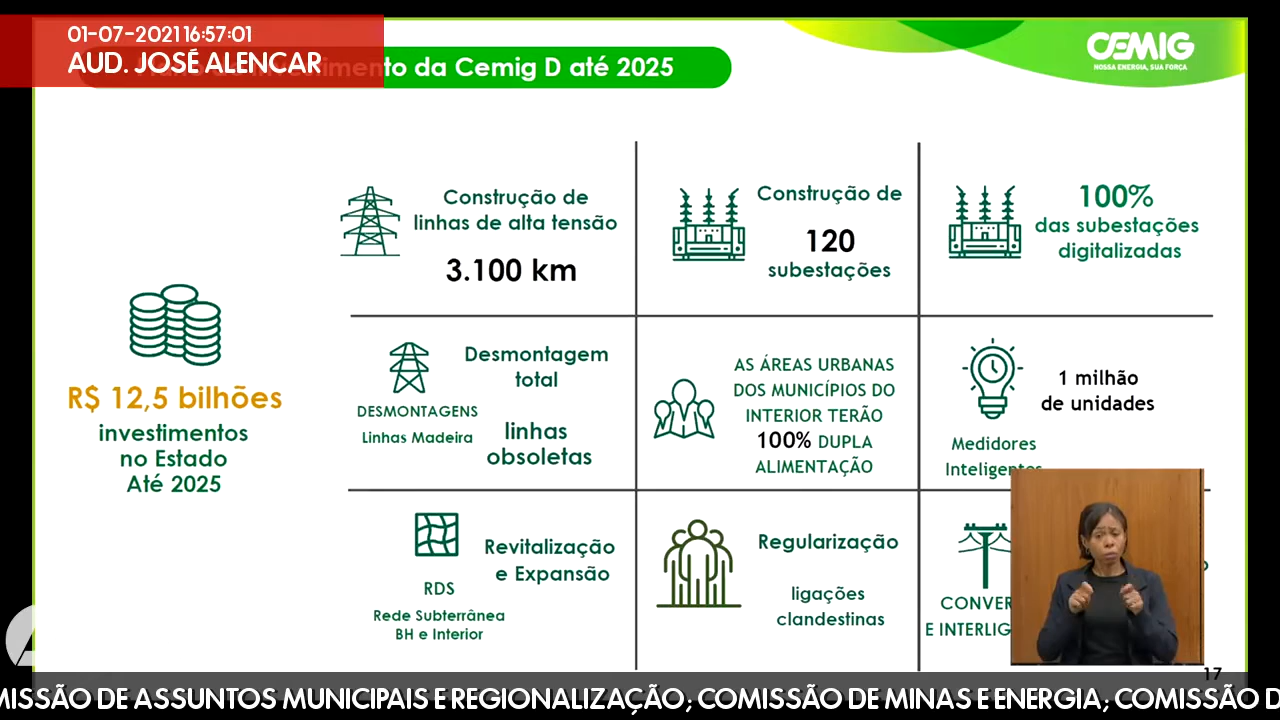 01-07-2021 16:57:01
AUD. JOSÉ ALENCAR
da Cemig D até 2025
CEMIG
NOSSA ENERGIA, SUA FORÇA
R$ 12,5 bilhões
investimentos
no Estado
Até 2025
Construção de
linhas de alta tensão
3.100 km
Construção de
120
subestações
100%
das subestações
digitalizadas
Desmontagem
total
DESMONTAGENS
Linhas Madeira
linhas
obsoletas
AS ÁREAS URBANAS
DOS MUNICÍPIOS DO
INTERIOR TERÃO
100% DUPLA
ALIMENTAÇÃO
1 milhão
de unidades
Medidores
Inteligentes
Revitalização
e Expansão
RDS
Rede Subterrânea
BH e Interior
Regularização
ligações
clandestinas
CONVER
E INTERLIG
17
MISSÃO DE ASSUNTOS MUNICIPAIS E REGIONALIZAÇÃO; COMISSÃO DE MINAS E ENERGIA; COMISSÃO D